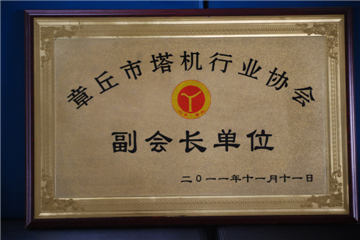 章丘市塔机行业协会
副会长单位
二〇一一年十一月十一日